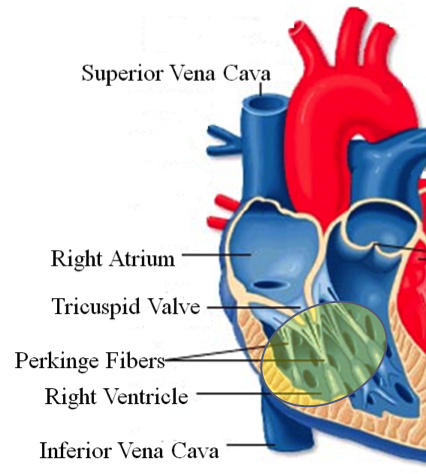 Superior Vena Cava
Right Atrium
Tricuspid Valve
Perkinge Fibers
Right Ventricle
Inferior Vena Cava